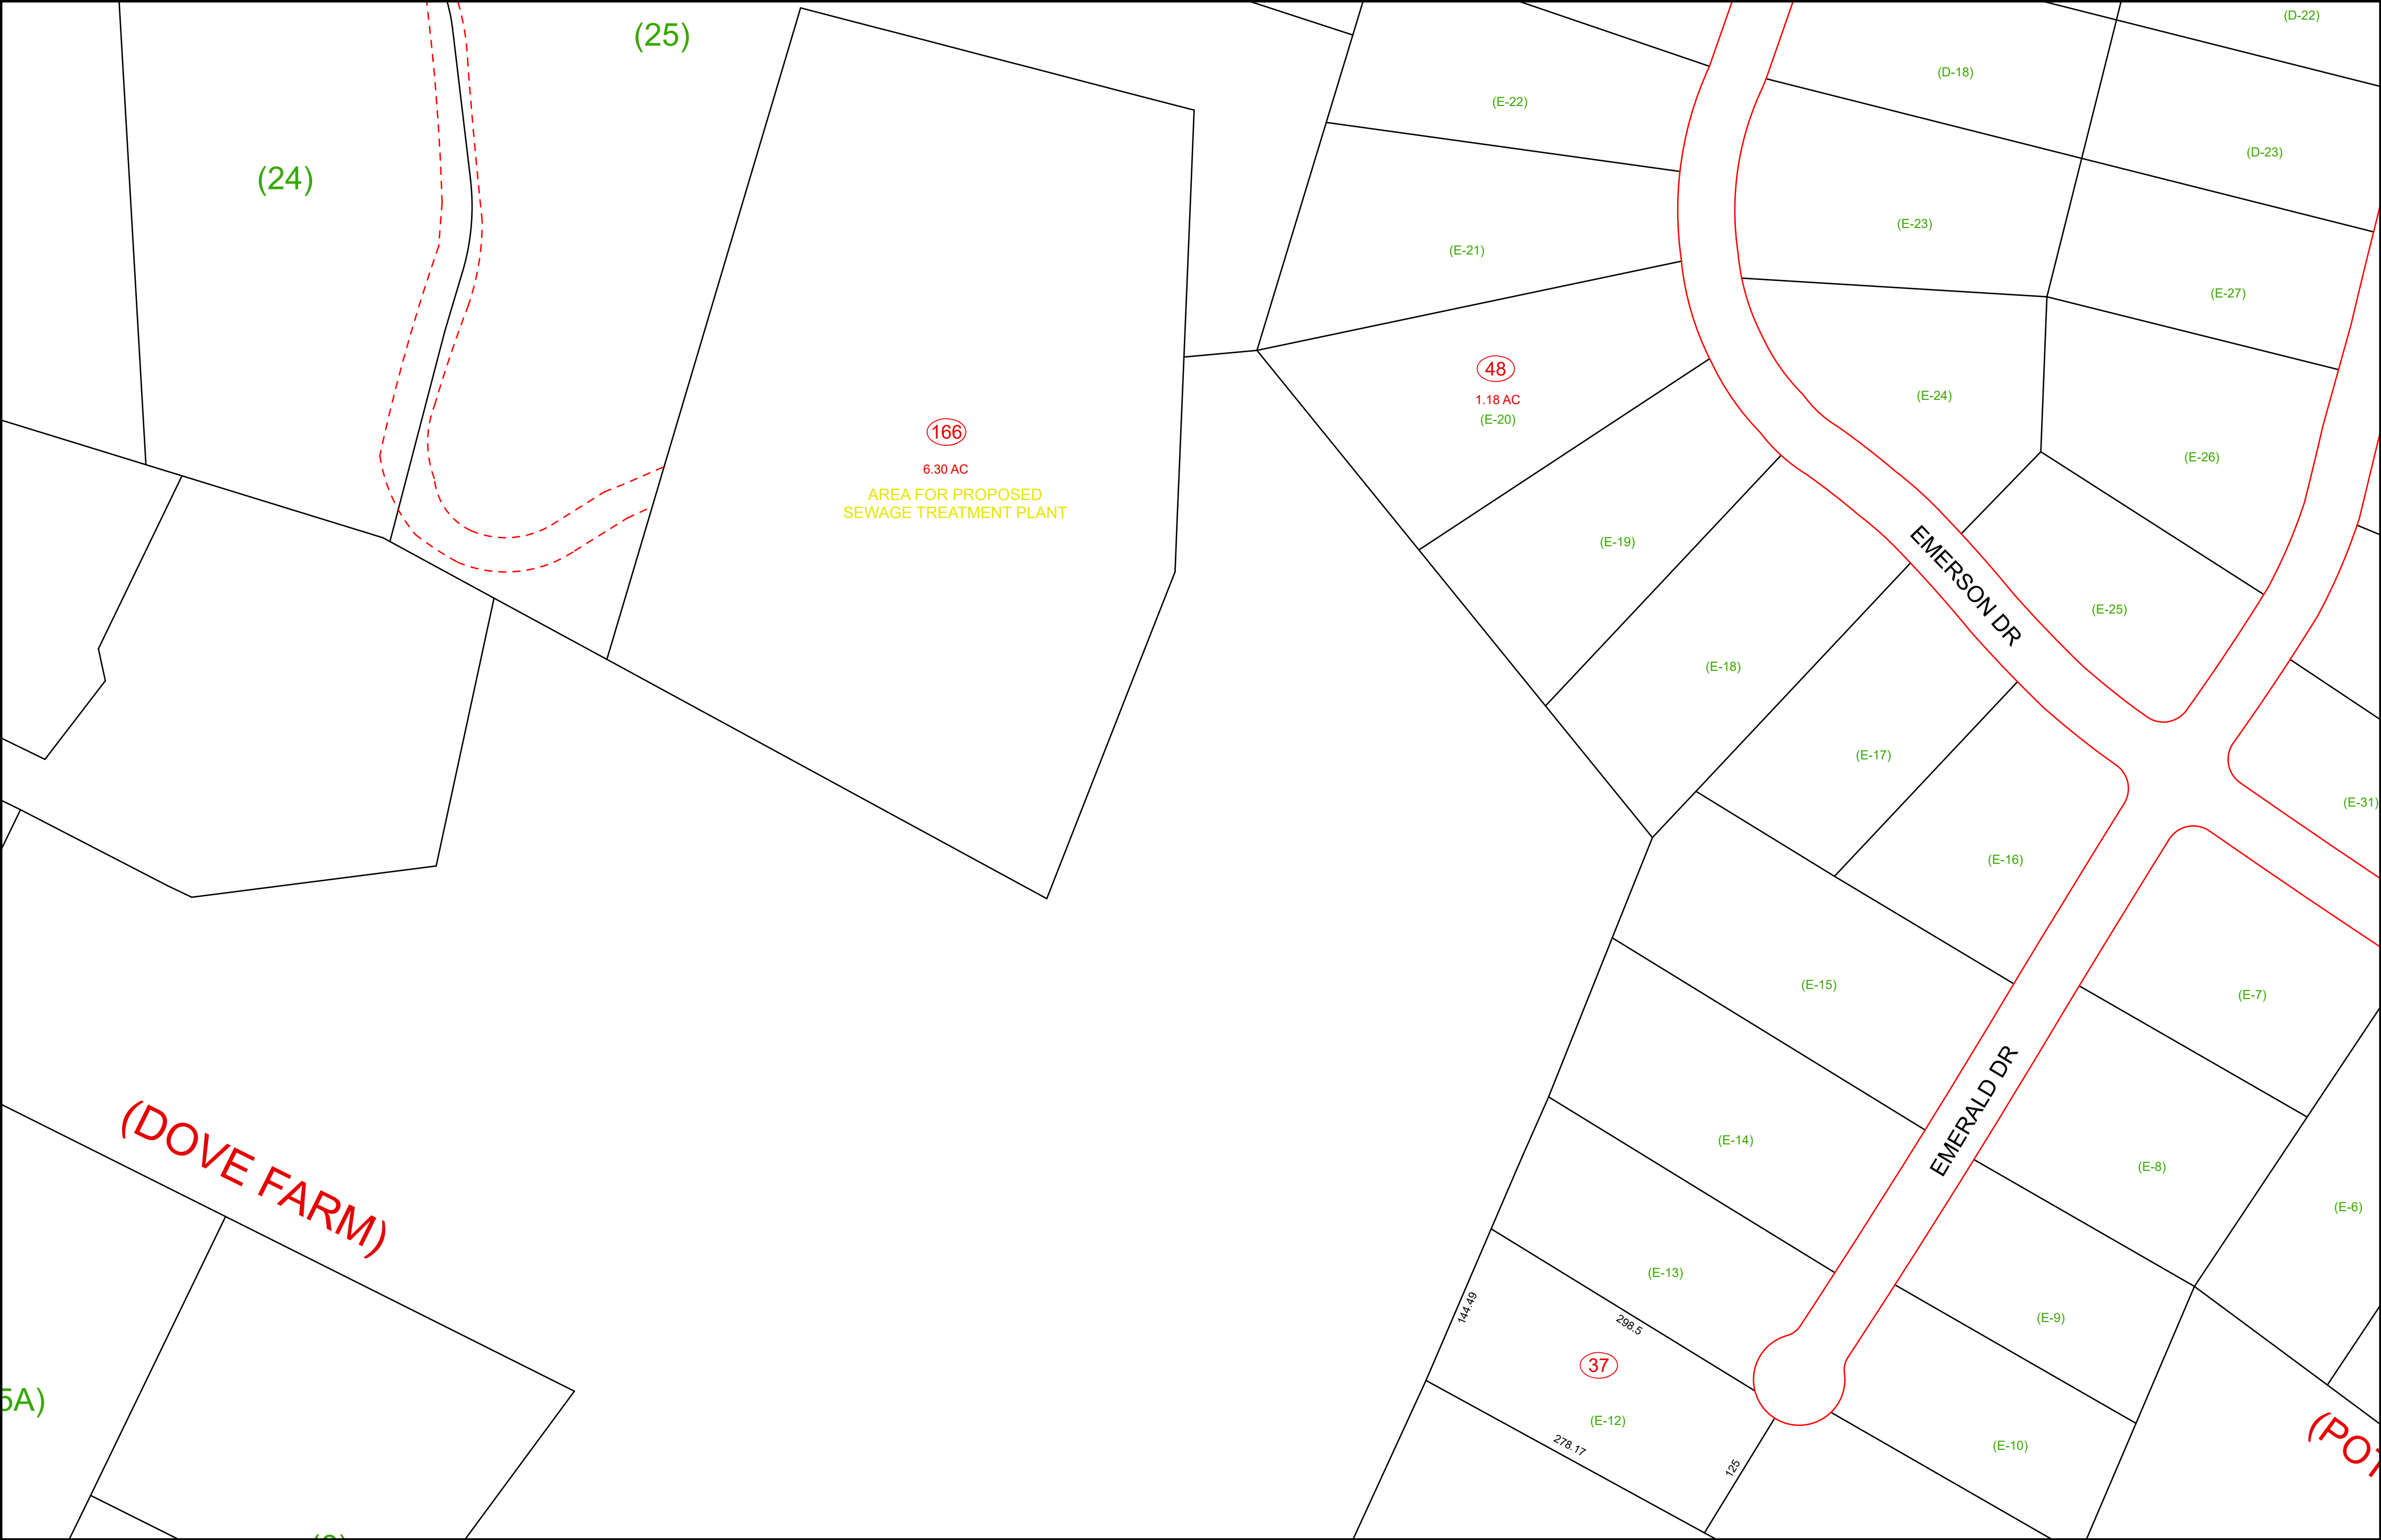 (25)
(D-22)
(D-18)
(E-22)
(D-23)
(24)
(E-23)
(E-21)
(E-27)
48
1.18 AC
(E-20)
(E-24)
166
6.30 AC
AREA FOR PROPOSED
SEWAGE TREATMENT PLANT
(E-26)
(E-19)
EMERSON DR
(E-25)
(E-18)
(E-17)
(E-31)
(E-16)
(E-15)
(E-7)
EMERALD DR
(E-14)
(E-8)
(DOVE FARM)
(E-6)
(E-13)
144.49
298.5
(E-9)
37
5A)
(E-12)
278.17
125
(E-10)
(POT